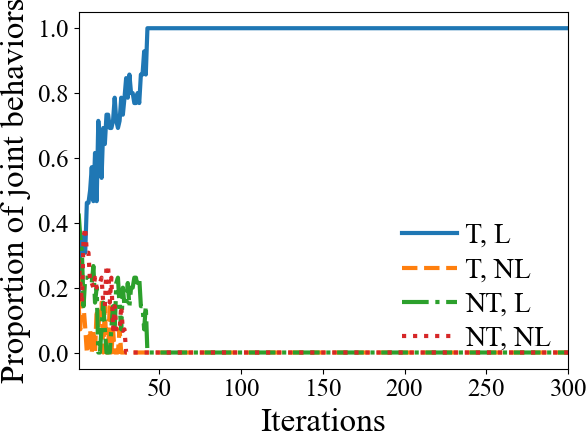 Proportion of joint behaviors
1.0
0.8
0.6
0.4
0.2
0.0
T, L
T, NL
NT, L
NT, NL
50 100 150 200 250 300
Iterations